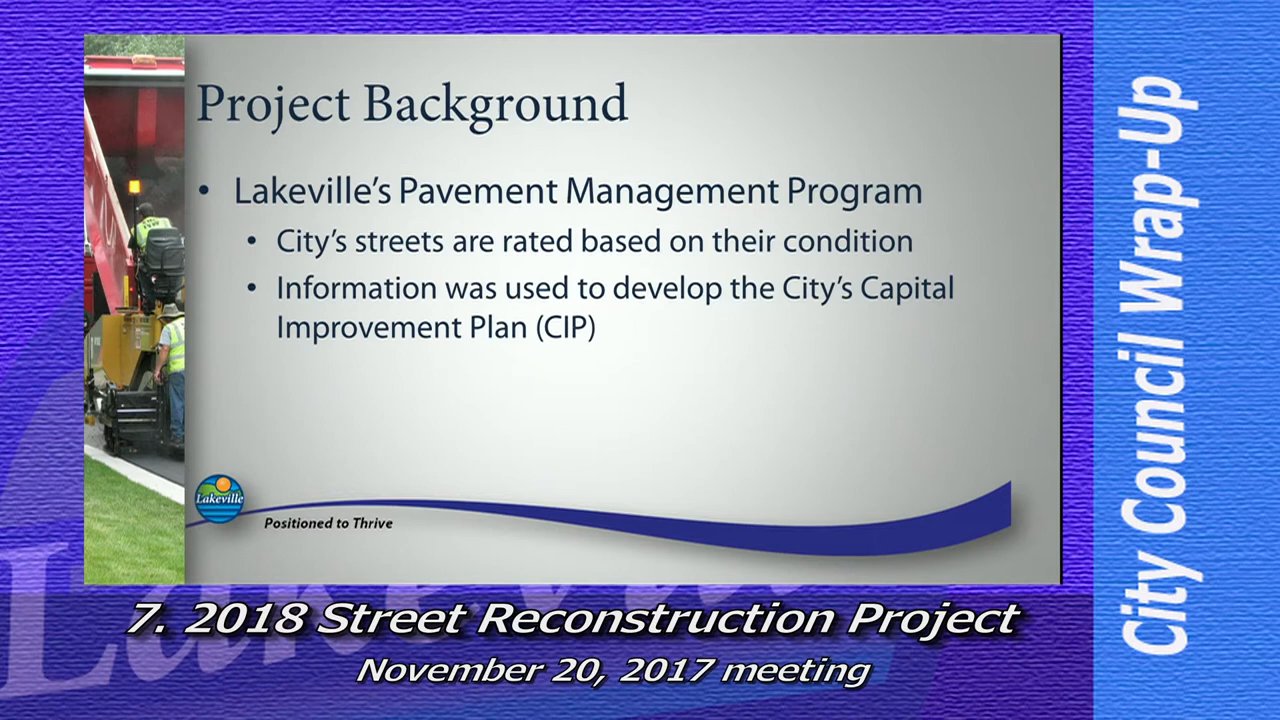 Project Background
• Lakeville's Pavement Management Program
• City's streets are rated based on their condition
• Information was used to develop the City's Capital
Improvement Plan (CIP)
Lakeville
Positioned to Thrive
7. 2018 Street Reconstruction Project
November 20, 2017 meeting
City Council Wrap-Up
Lakeville